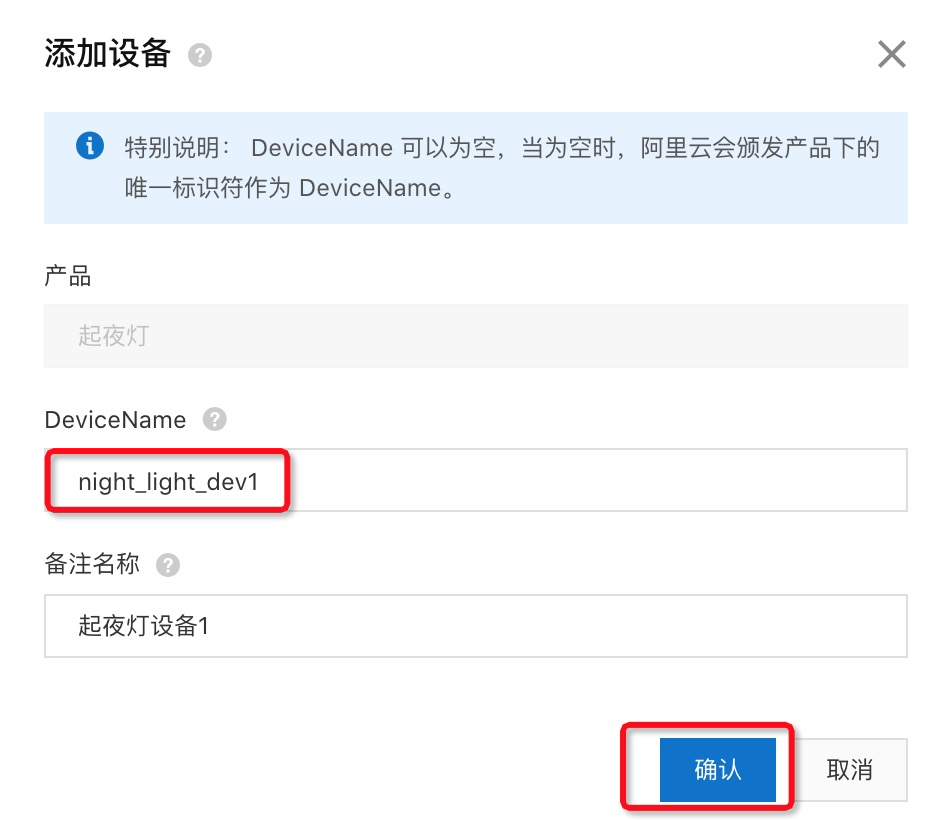 添加设备 ?
特别说明： DeviceName 可以为空，当为空时，阿里云会颁发产品下的
唯一标识符作为 DeviceName。
产品
起夜灯
DeviceName ?
night_light_dev1
备注名称 ?
起夜灯设备1
确认 取消